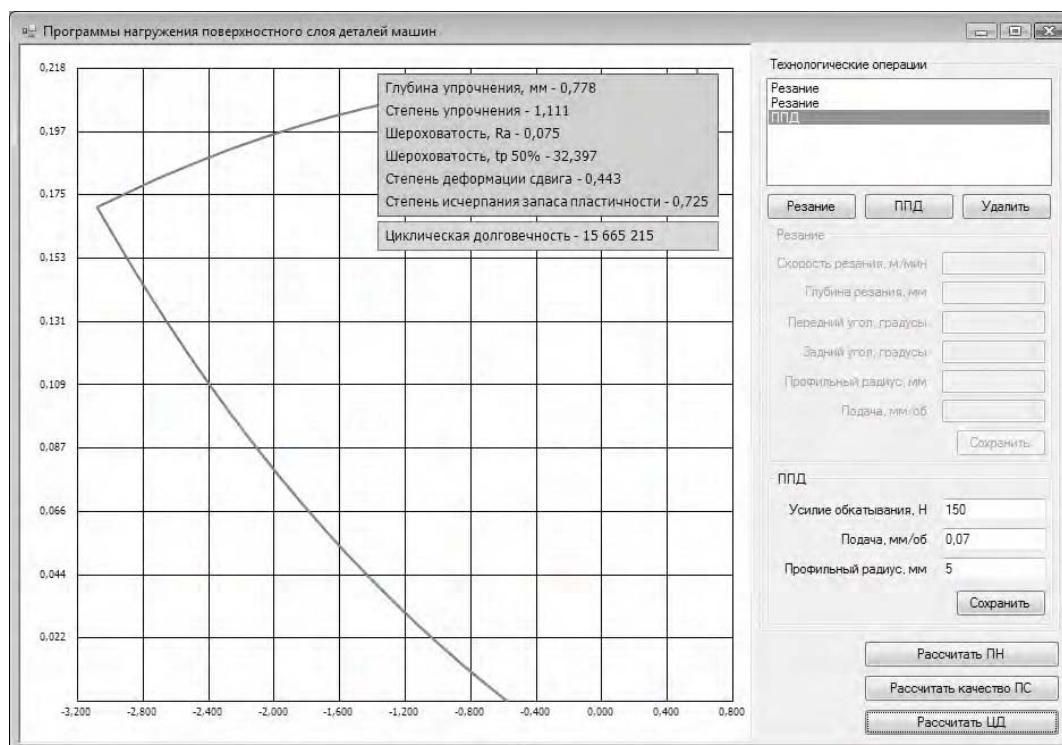 Программы нагружения поверхностного слоя деталей машин
0,218
0,197
0,175
0,153
0,131
0,109
0,087
0,066
0,044
0,022
-3,200
-2,800
-2,400
-2,000
-1,600
-1,200
-0,800
-0,400
0,000
0,400
0,800
Глубина упрочнения, мм - 0,778
Степень упрочнения - 1,111
Шероховатость, Ra - 0,075
Шероховатость, tp 50% - 32,397
Степень деформации сдвига - 0,443
Степень исчерпания запаса пластичности - 0,725
Циклическая долговечность - 15 665 215
Технологические операции
Резание
Резание
ППД
Резание
ППД
Удалить
Резание
Скорость резания, м/мин
Глубина резания, мм
Передний угол, градусы
Задний угол, градусы
Профильный радиус, мм
Подача, мм/об
Сохранить
ППД
Усилие обкатывания, Н 150
Подача, мм/об 0,07
Профильный радиус, мм 5
Сохранить
Рассчитать ПН
Рассчитать качество ПС
Рассчитать ЦД